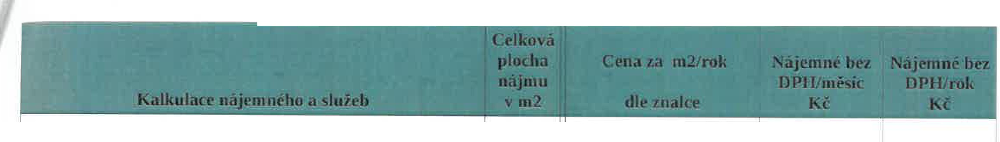 Kalkulace nájemného a služeb
Celková
plocha
nájmu
v m2
Cena za m2/rok
dle znalce
Nájemné bez
DPH/měsíc
Kč
Nájemné bez
DPH/rok
Kč